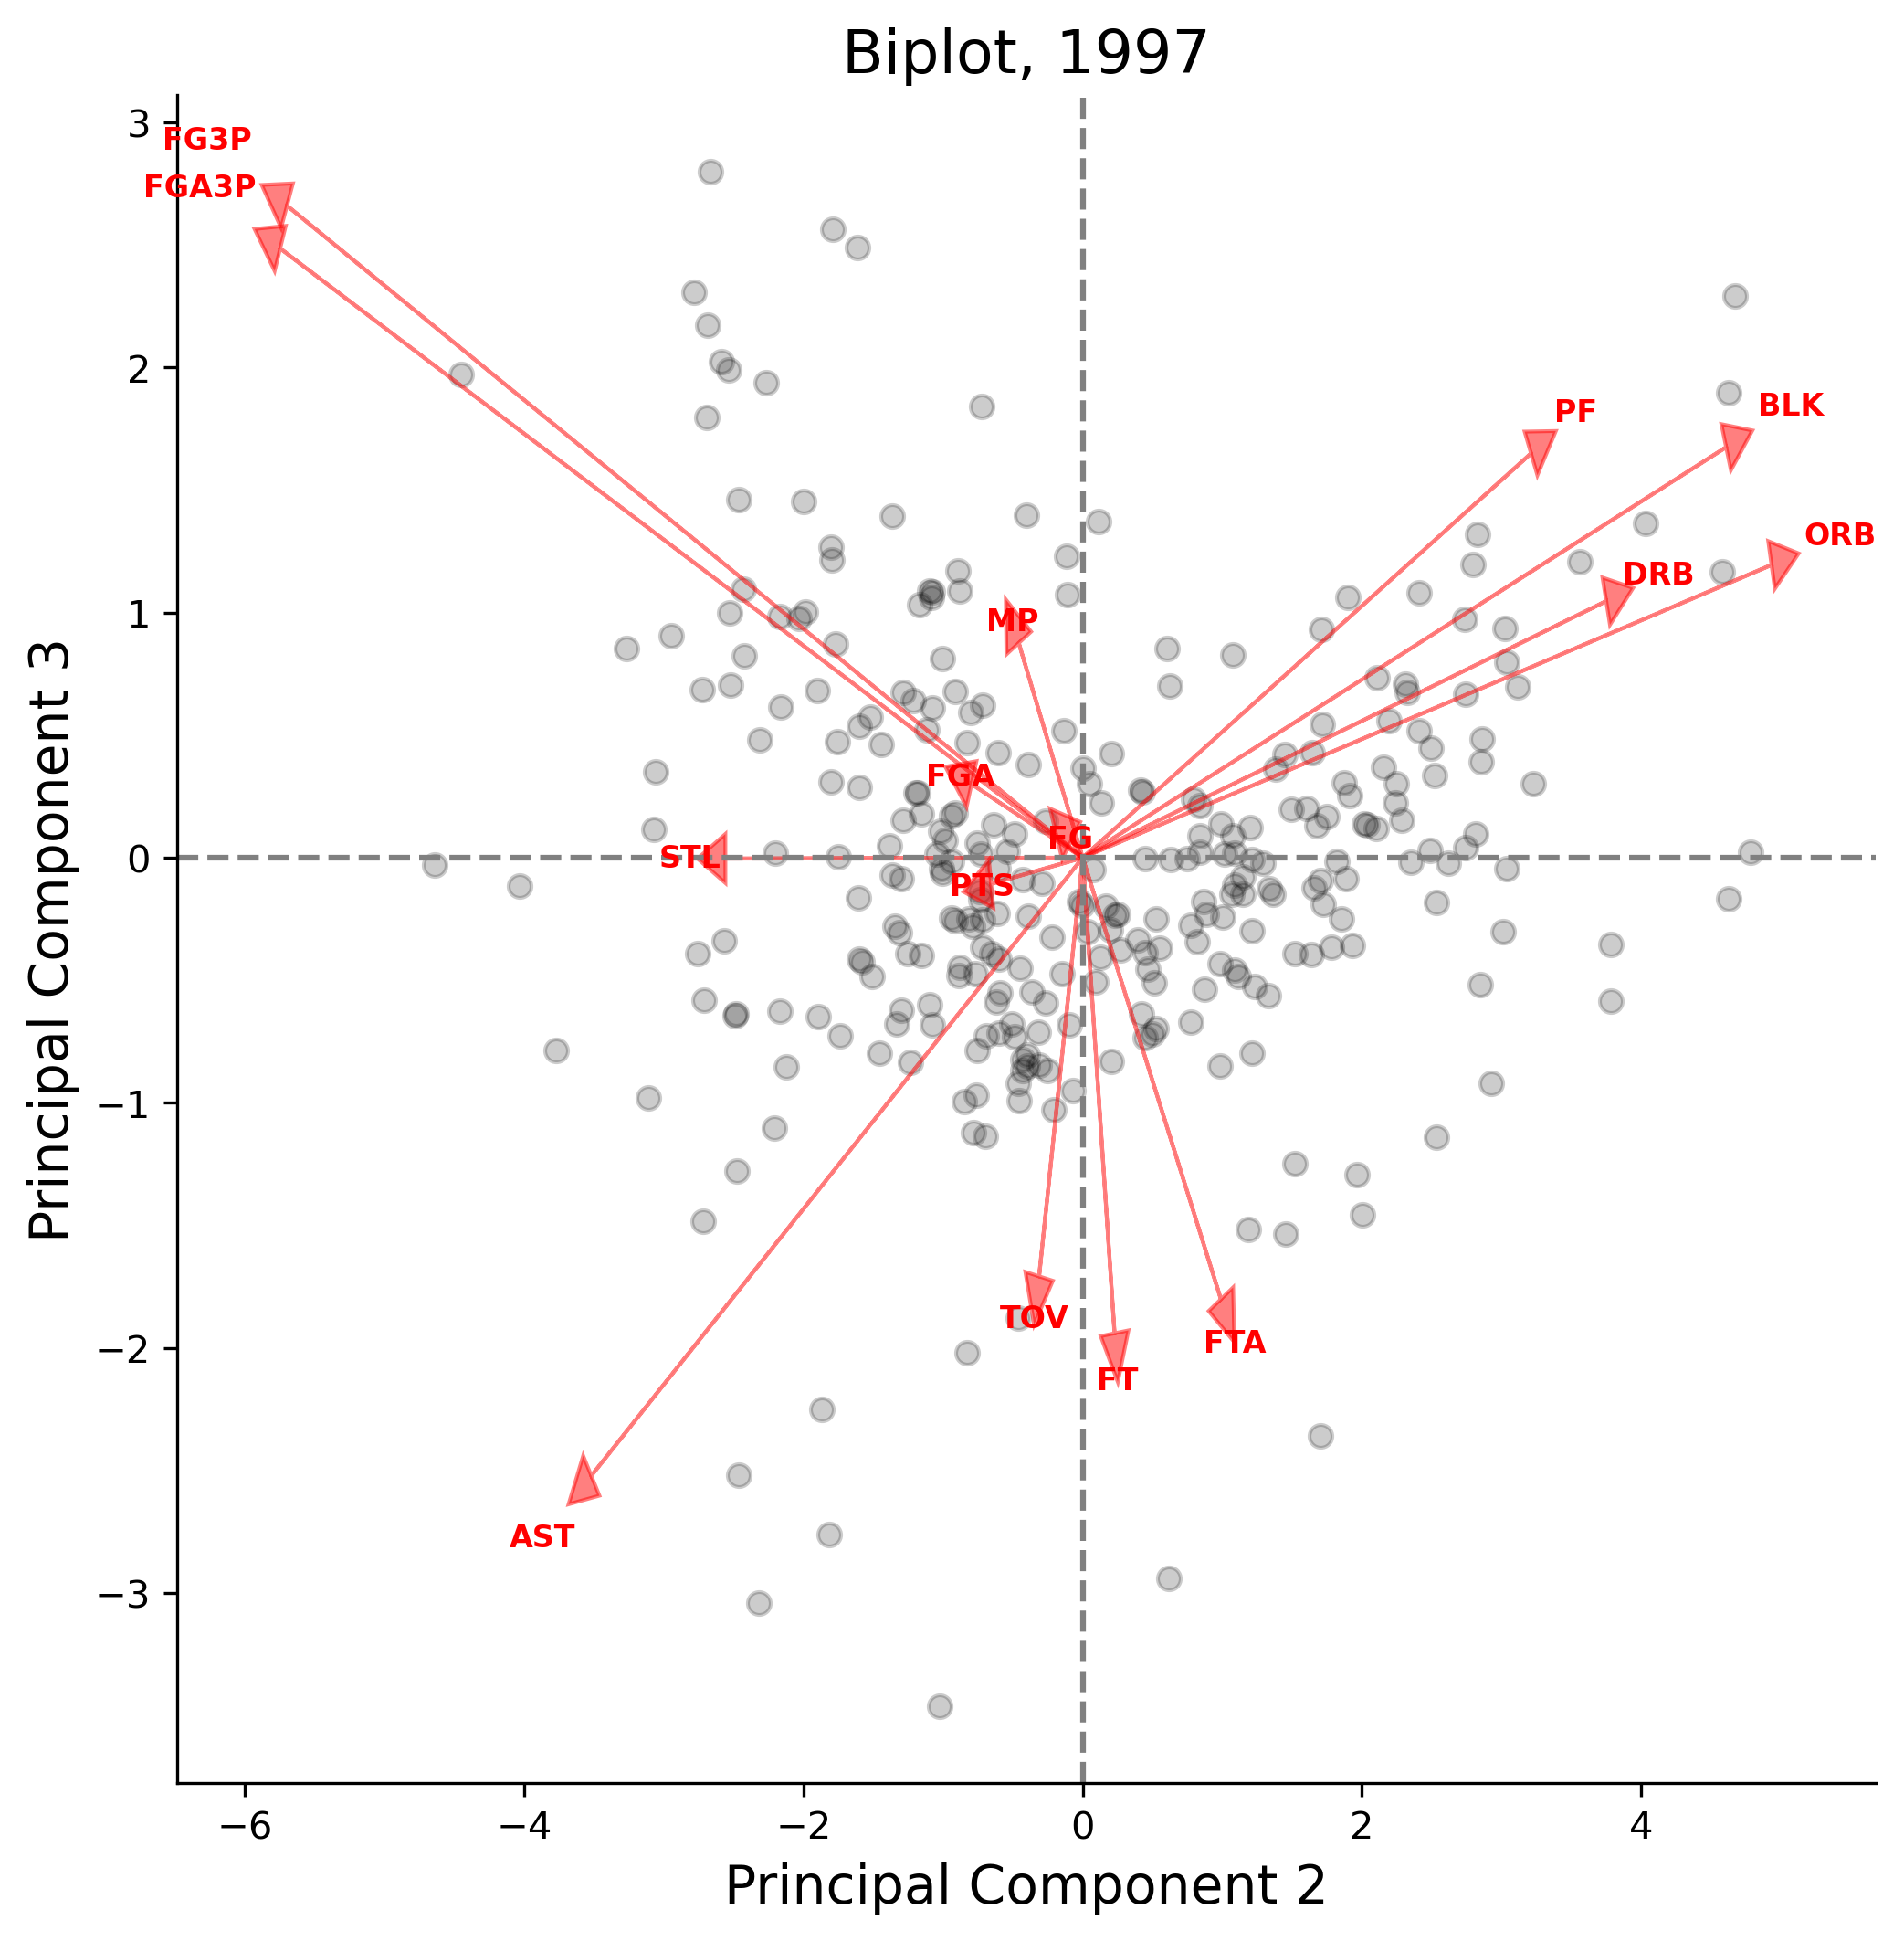 Biplot, 1997
3
FG3P
FGA3P
2
PF
BLK
ORB
DRB
1
MP
FGA
FG
0
STL
PTS
−1
TOV
FTA
−2
FT
AST
−3
Principal Component 3
−6
−4
−2
0
2
4
Principal Component 2